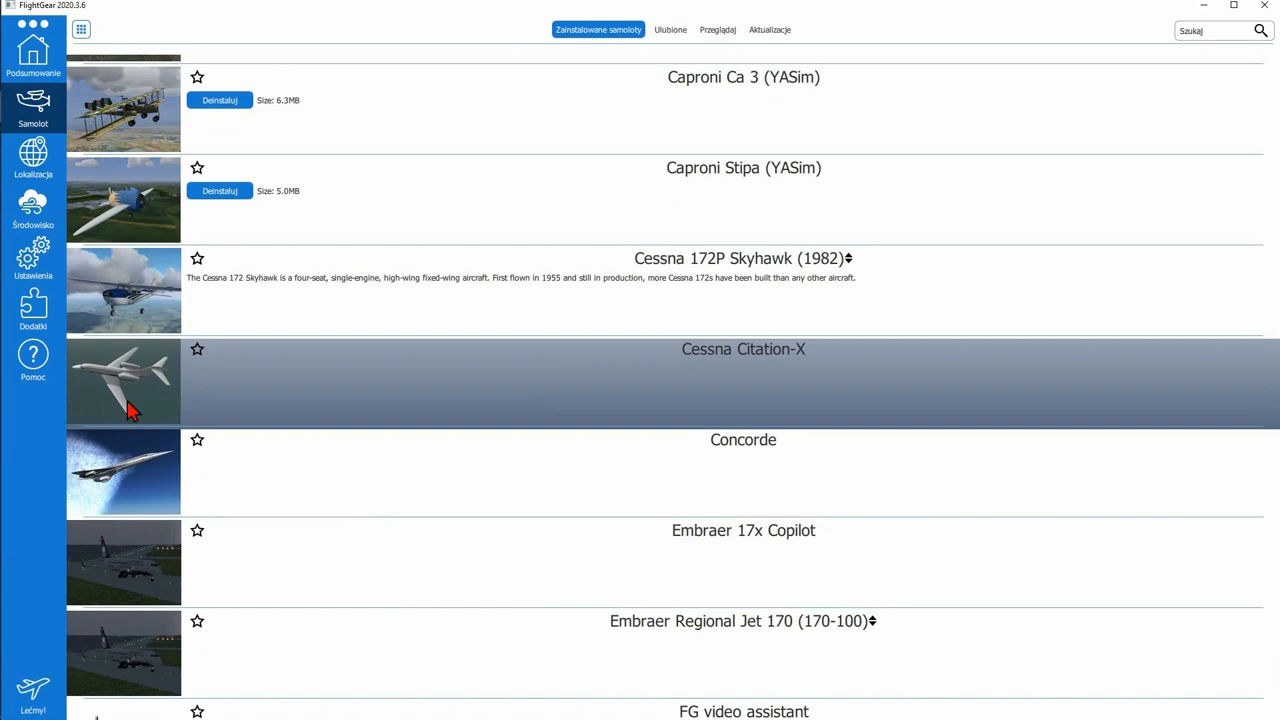 FlightGear 2020.3.6
Zainstalowane samoloty
Ulubione
Przeglądaj
Aktualizacje
Szukaj
Podsumowanie
Samolot
Lokalizacja
Środowisko
Ustawienia
Dodatki
?
Pomoc
Lećmy!
Caproni Ca 3 (YASim)
Deinstaluj
Size: 6.3MB
Caproni Stipa (YASim)
Deinstaluj
Size: 5.0MB
Cessna 172P Skyhawk (1982)
The Cessna 172 Skyhawk is a four-seat, single-engine, high-wing fixed-wing aircraft. First flown in 1955 and still in production, more Cessna 172s have been built than any other aircraft.
Cessna Citation-X
Concorde
Embraer 17x Copilot
Embraer Regional Jet 170 (170-100)
FG video assistant